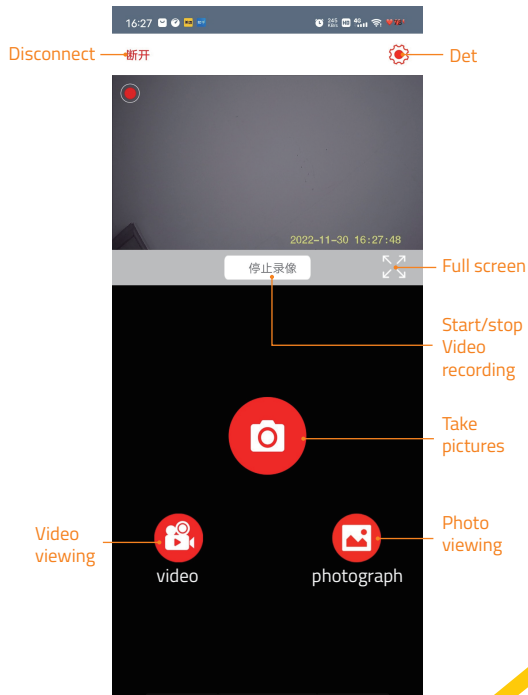 16:27
Disconnect
断开
Det
2022-11-30 16:27:48
停止录像
Full screen
Start/stop
Video
recording
Take
pictures
Video
viewing
Photo
viewing
video
photograph